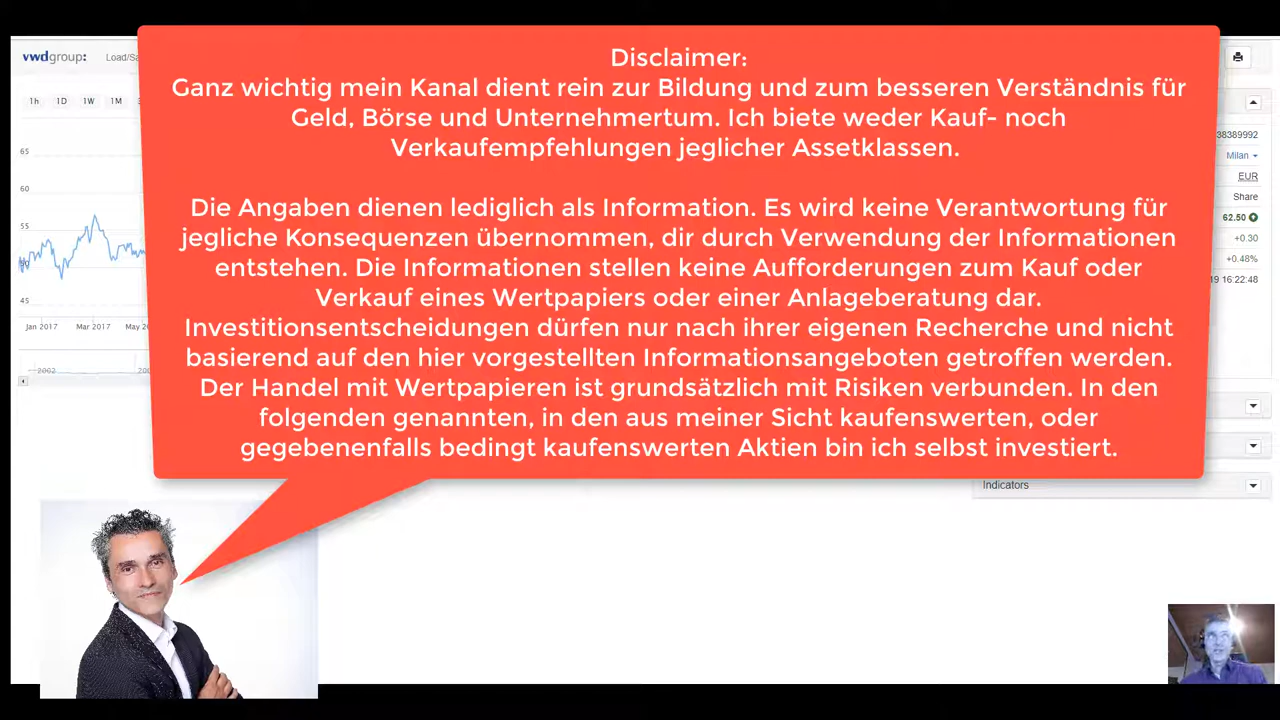 Disclaimer:
Ganz wichtig mein Kanal dient rein zur Bildung und zum besseren Verständnis für
Geld, Börse und Unternehmertum. Ich biete weder Kauf- noch
Verkaufempfehlungen jeglicher Assetklassen.
Die Angaben dienen lediglich als Information. Es wird keine Verantwortung für
jegliche Konsequenzen übernommen, dir durch Verwendung der Informationen
entstehen. Die Informationen stellen keine Aufforderungen zum Kauf oder
Verkauf eines Wertpapiers oder einer Anlageberatung dar.
Investitionsentscheidungen dürfen nur nach ihrer eigenen Recherche und nicht
basierend auf den hier vorgestellten Informationsangeboten getroffen werden.
Der Handel mit Wertpapieren ist grundsätzlich mit Risiken verbunden. In den
folgenden genannten, in den aus meiner Sicht kaufenswerten, oder
gegebenenfalls bedingt kaufenswerten Aktien bin ich selbst investiert.
vwdgroup:
1h 1D 1W 1M
65
60
55
50
45
Jan 2017 Mar 2017
2002
38389992
Milan
EUR
Share
62.50
+0.30
+0.48%
16:22:48
Indicators